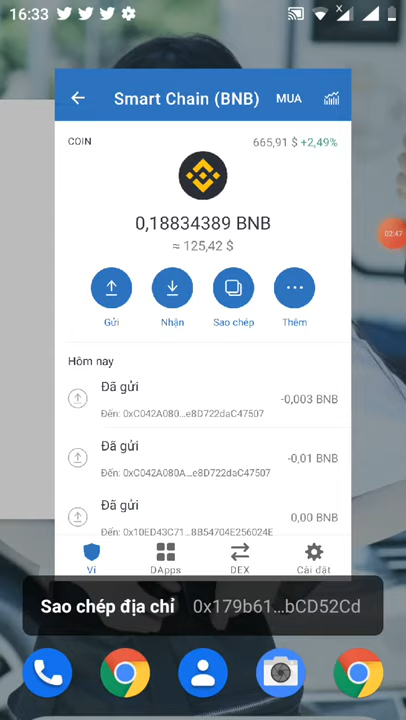 16:33
Smart Chain (BNB) MUA
COIN 665,91 $ +2,49%
02:47
0,18834389 BNB
≈ 125,42 $
Gửi Nhận Sao chép Thêm
Hôm nay
Đã gửi
-0,003 BNB
Đến: 0xC042A080...e8D722daC47507
Đã gửi
-0,01 BNB
Đến: 0xC042A080A...e8D722daC47507
Đã gửi
0,00 BNB
Đến: 0x10ED43C71...8B54704E256024E
Ví DApps DEX Cài đặt
Sao chép địa chỉ 0x179b61...bCD52Cd